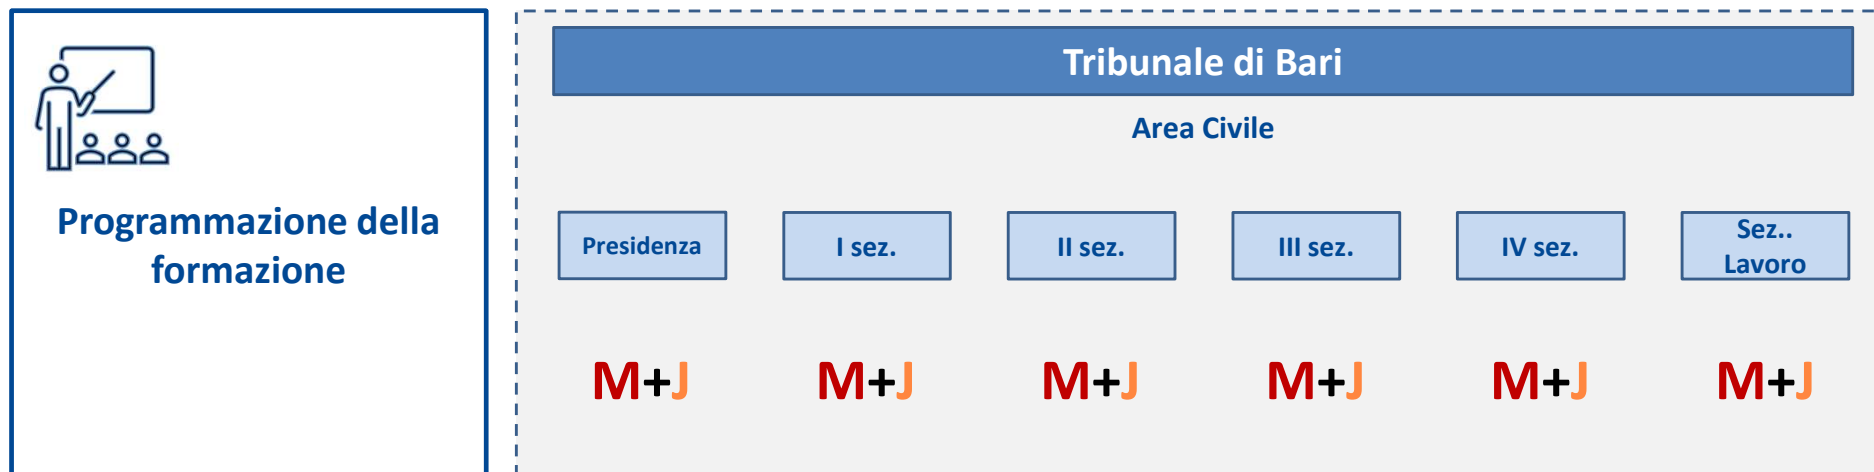 Programmazione della
formazione
Tribunale di Bari
Area Civile
Presidenza
I sez.
II sez.
III sez.
IV sez.
Sez..
Lavoro
M+J
M+J
M+J
M+J
M+J
M+J